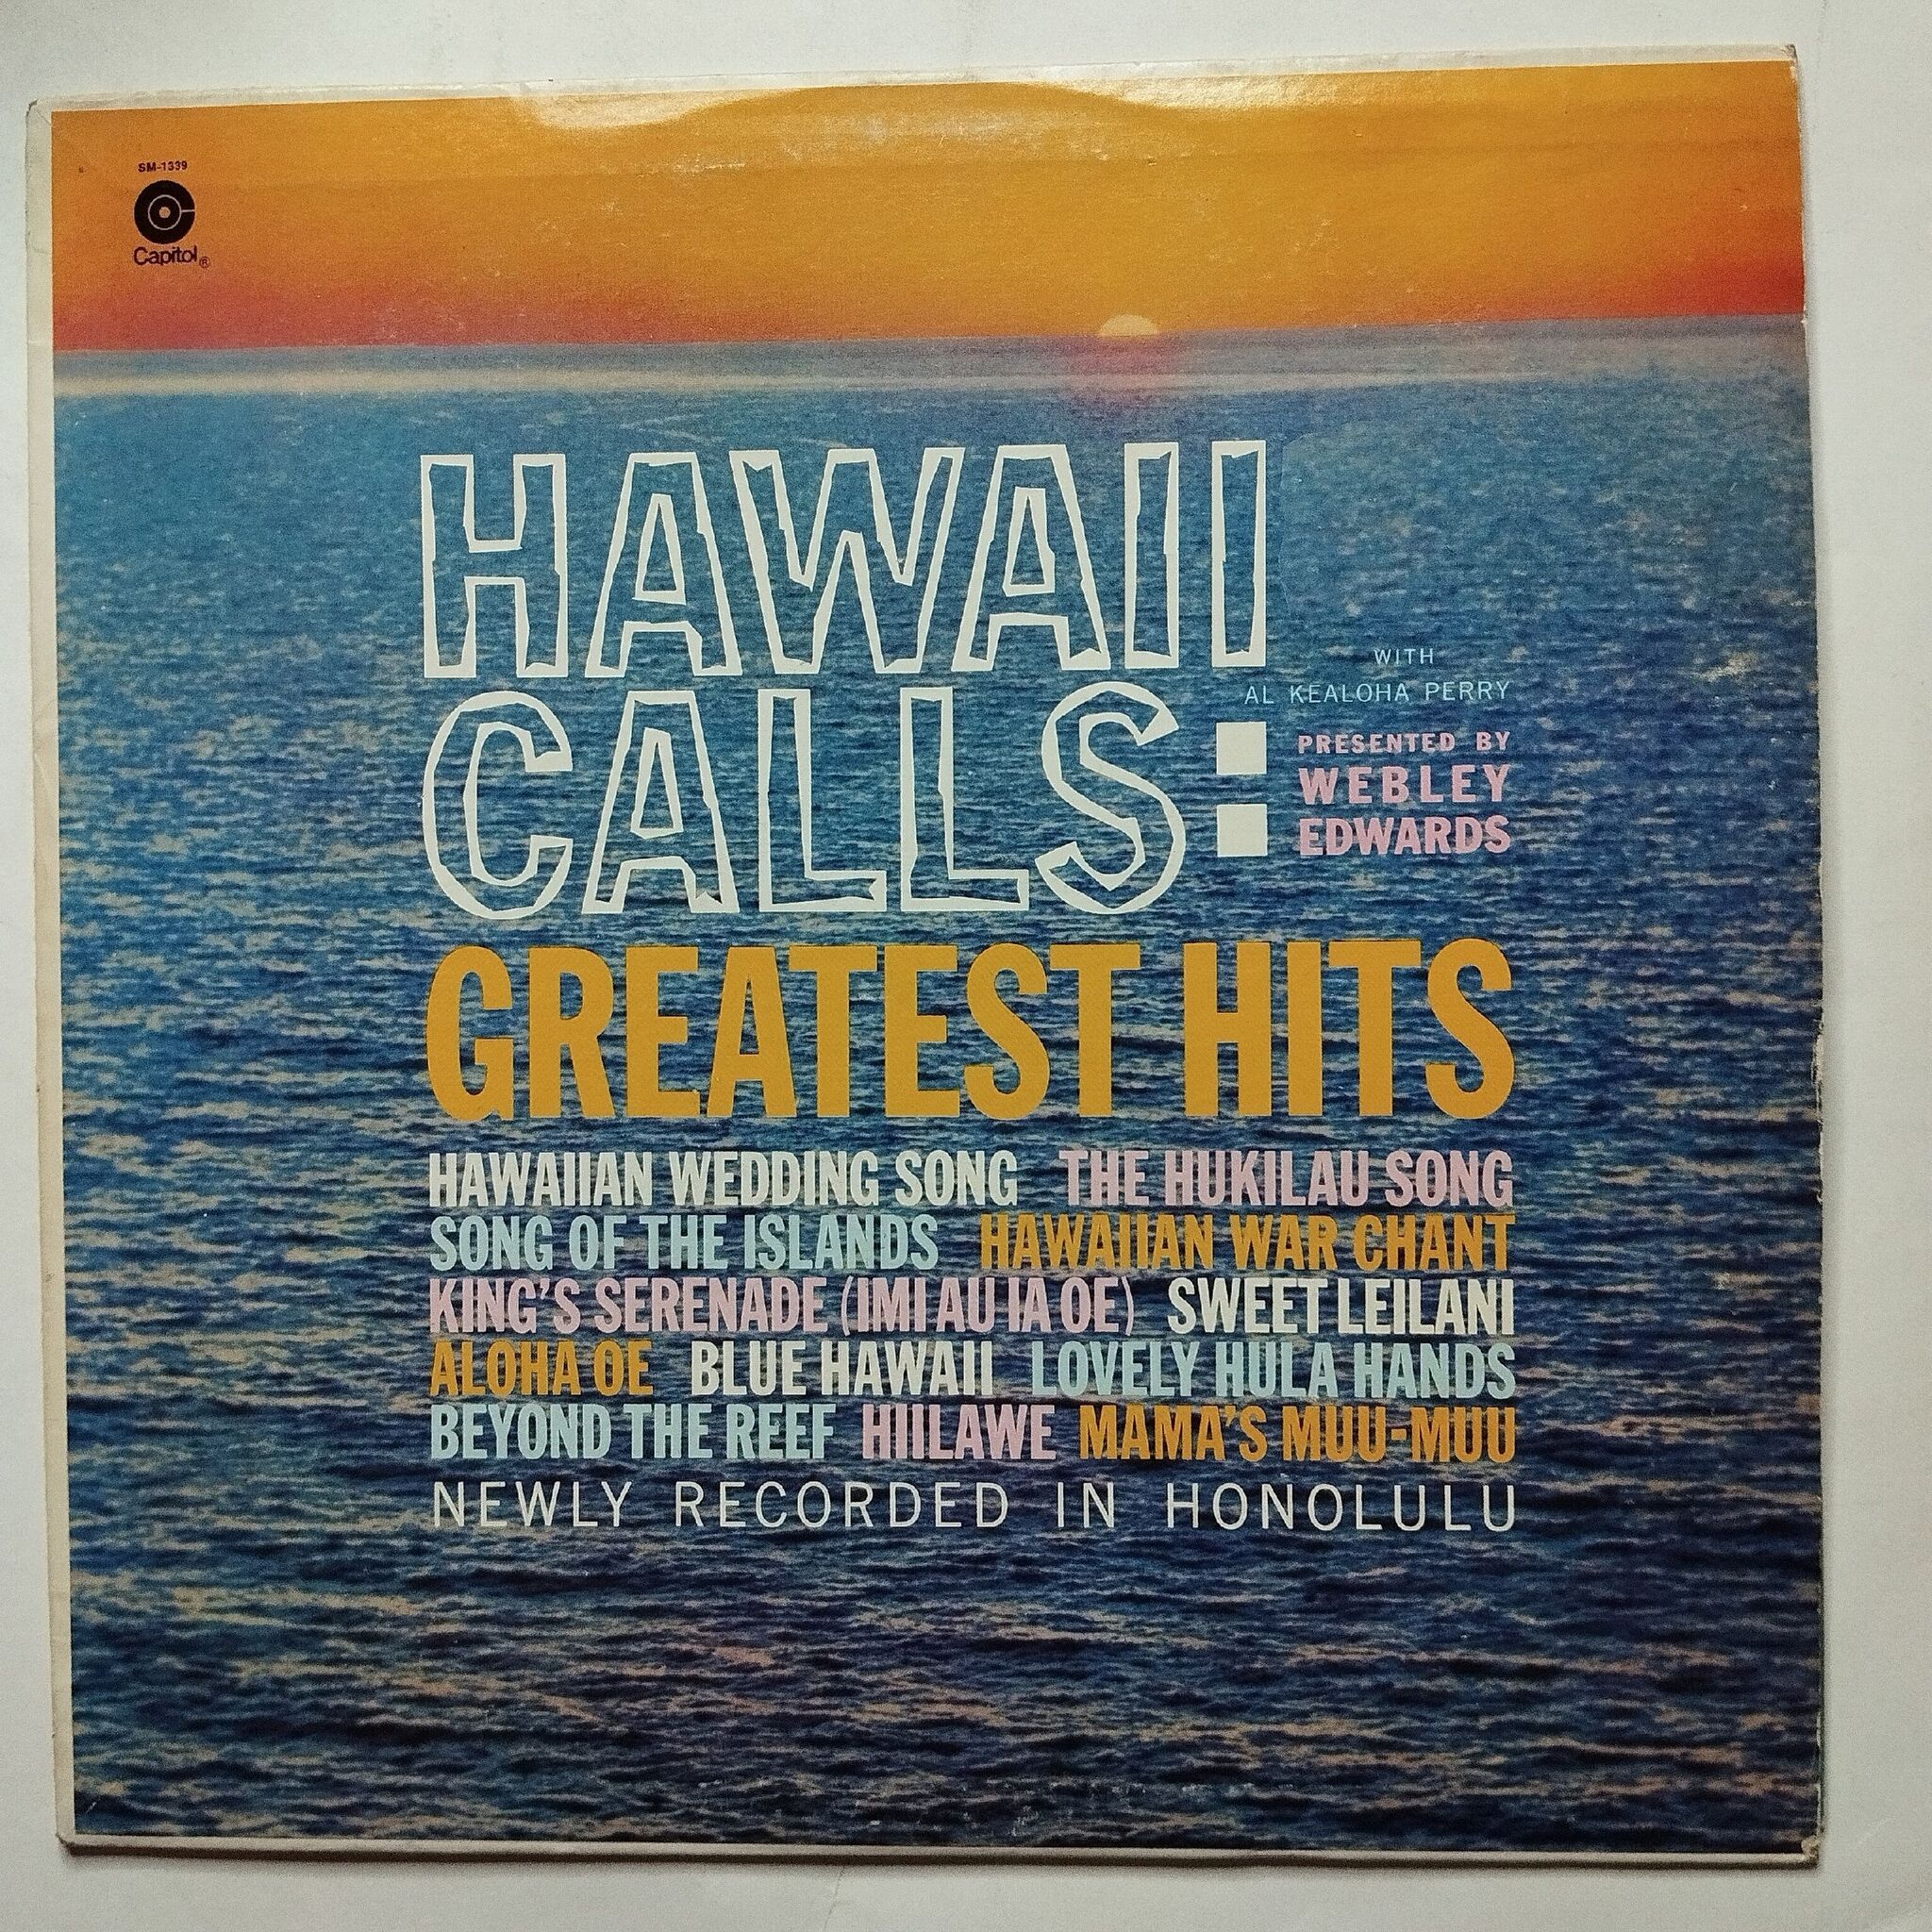 SM-1339
Capitol®
HAWAII
CALLS:
WITH
AL KEALOHA PERRY
PRESENTED BY
WEBLEY
EDWARDS
GREATEST HITS
HAWAIIAN WEDDING SONG THE HUKILAU SONG
SONG OF THE ISLANDS HAWAIIAN WAR CHANT
KING'S SERENADE (IMI AU IA OE) SWEET LEILANI
ALOHA OE BLUE HAWAII LOVELY HULA HANDS
BEYOND THE REEF HIILAWE MAMA'S MUU-MUU
NEWLY RECORDED IN HONOLULU